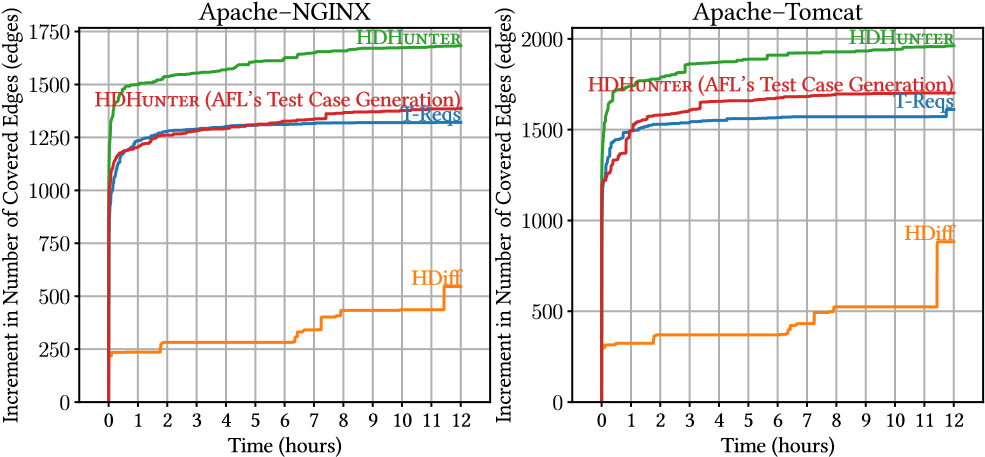 Apache–NGINX
Increment in Number of Covered Edges (edges)
1750
1500
1250
1000
750
500
250
0
HDHUNTER
HDHUNTER (AFL's Test Case Generation)
T-Reqs
HDiff
0 1 2 3 4 5 6 7 8 9 10 11 12
Time (hours)
Apache–Tomcat
Increment in Number of Covered Edges (edges)
2000
1500
1000
500
0
HDHUNTER
HDHUNTER (AFL's Test Case Generation)
T-Reqs
HDiff
0 1 2 3 4 5 6 7 8 9 10 11 12
Time (hours)